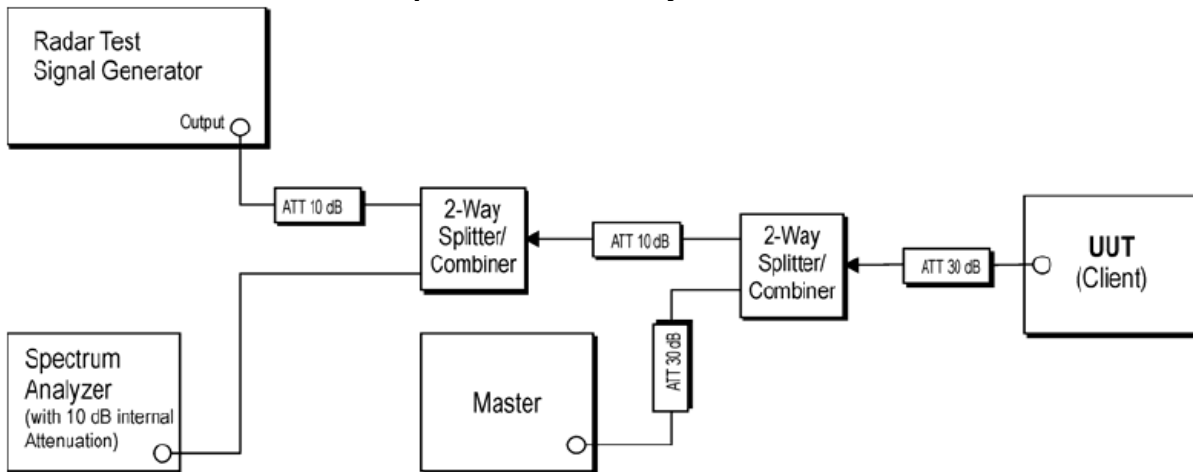 Radar Test
Signal Generator
Output
ATT 10 dB
2-Way
Splitter/
Combiner
ATT 10 dB
2-Way
Splitter/
Combiner
ATT 30 dB
UUT
(Client)
Spectrum
Analyzer
(with 10 dB internal
Attenuation)
Master
ATT 30 dB